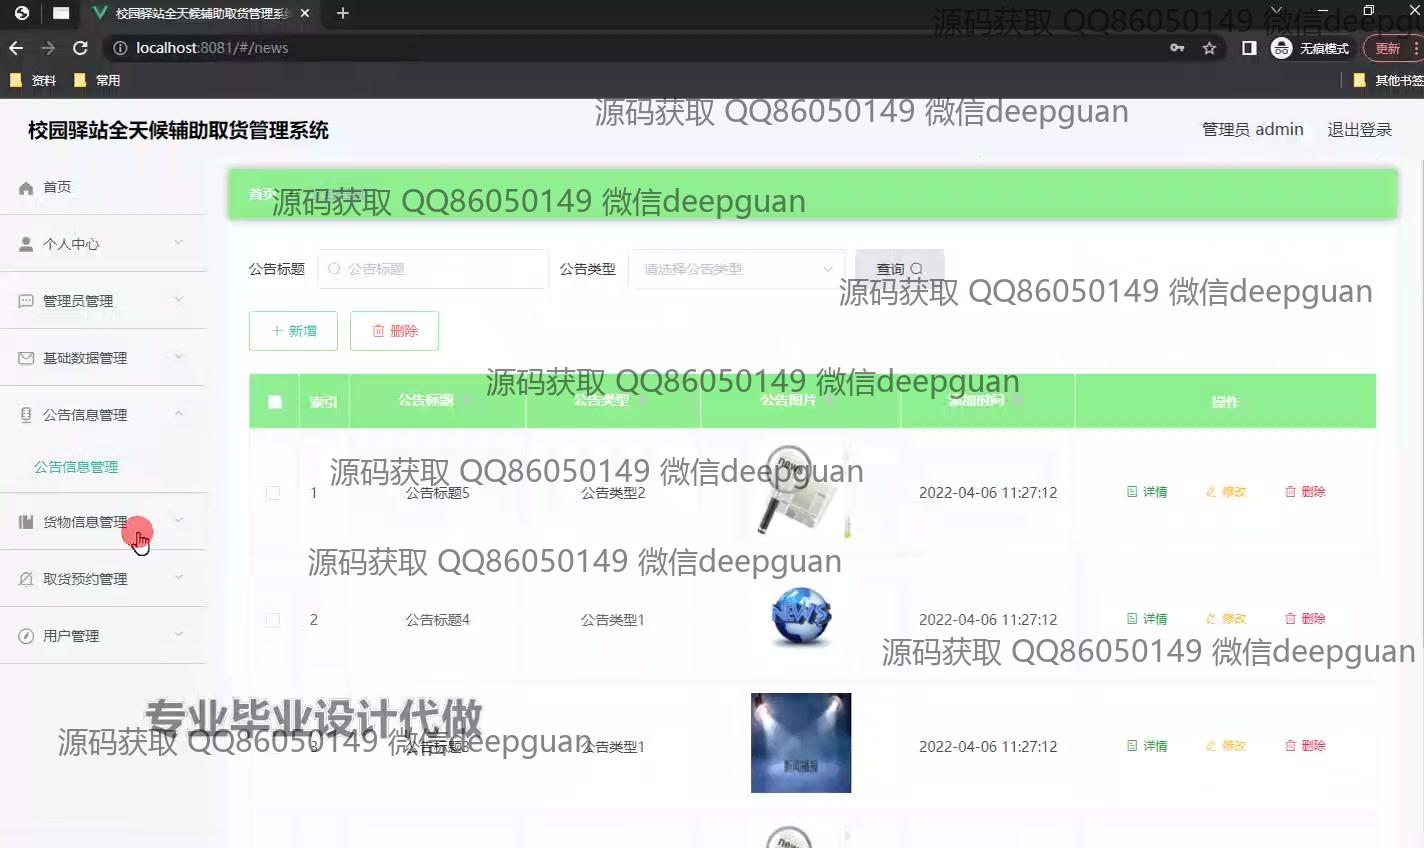 校园驿站全天候辅助取货管理系统
源码获取 QQ86050149 微信deepgu
localhost:8081/#/news
无痕模式
更新
资料
常用
其他书签
源码获取 QQ86050149 微信deepguan
校园驿站全天候辅助取货管理系统
管理员 admin
退出登录
首页
个人中心
管理员管理
基础数据管理
公告信息管理
公告信息管理
货物信息管理
取货预约管理
用户管理
首页
源码获取 QQ86050149 微信deepguan
公告标题
公告标题
公告类型
请选择公告类型
查询
源码获取 QQ86050149 微信deepguan
新增
删除
源码获取 QQ86050149 微信deepguan
索引 公告标题 公告类型 公告图片 添加时间 操作
源码获取 QQ86050149 微信deepguan
1 公告标题5 公告类型2 news 2022-04-06 11:27:12 详情 修改 删除
源码获取 QQ86050149 微信deepguan
2 公告标题4 公告类型1 NEWS 2022-04-06 11:27:12 详情 修改 删除
源码获取 QQ86050149 微信deepguan
专业毕业设计代做
源码获取 QQ86050149 微信deepguan
3 公告标题3 公告类型1 新闻播报 2022-04-06 11:27:12 详情 修改 删除
news